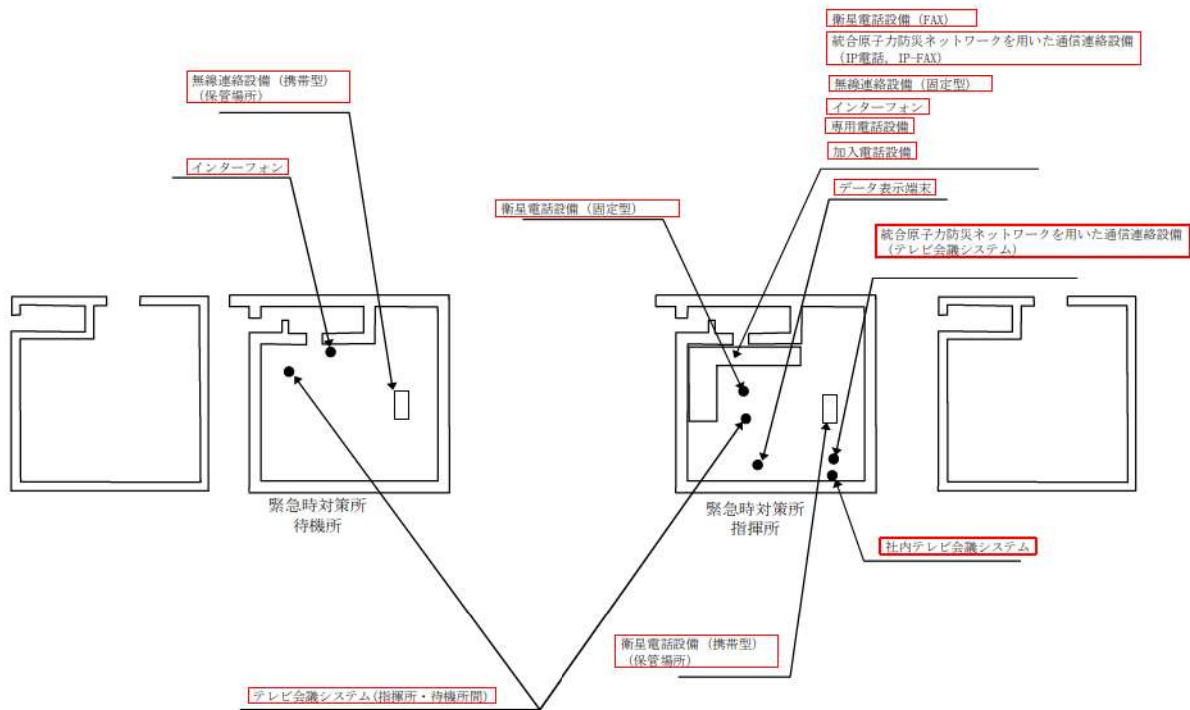 衛星電話設備(FAX)
統合原子力防災ネットワークを用いた通信連絡設備
(IP電話, IP-FAX)
無線連絡設備(固定型)
インターフォン
専用電話設備
加入電話設備
無線連絡設備(携帯型)
(保管場所)
インターフォン
データ表示端末
衛星電話設備(固定型)
統合原子力防災ネットワークを用いた通信連絡設備
(テレビ会議システム)
緊急時対策所
待機所
緊急時対策所
指揮所
社内テレビ会議システム
衛星電話設備(携帯型)
(保管場所)
テレビ会議システム(指揮所・待機所間)